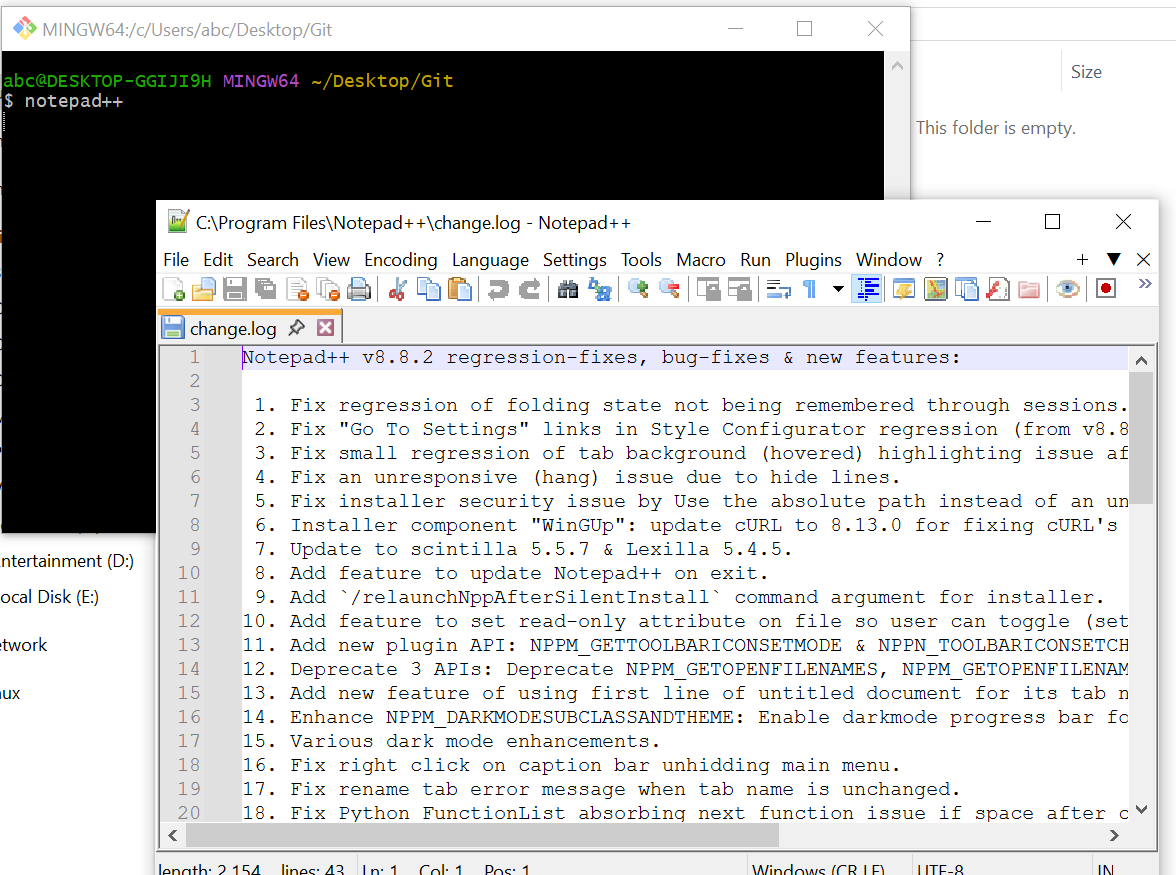 MINGW64:/c/Users/abc/Desktop/Git
abc@DESKTOP-GGIJI9H MINGW64 ~/Desktop/Git
$ notepad++
Size
This folder is empty.
C:\Program Files\Notepad++\change.log - Notepad++
File Edit Search View Encoding Language Settings Tools Macro Run Plugins Window ?
change.log
1 Notepad++ v8.8.2 regression-fixes, bug-fixes & new features:
2
3 1. Fix regression of folding state not being remembered through sessions.
4 2. Fix "Go To Settings" links in Style Configurator regression (from v8.8
5 3. Fix small regression of tab background (hovered) highlighting issue af
6 4. Fix an unresponsive (hang) issue due to hide lines.
7 5. Fix installer security issue by Use the absolute path instead of an un
8 6. Installer component "WinGUp": update cURL to 8.13.0 for fixing cURL's
9 7. Update to scintilla 5.5.7 & Lexilla 5.4.5.
10 8. Add feature to update Notepad++ on exit.
11 9. Add `/relaunchNppAfterSilentInstall` command argument for installer.
12 10. Add feature to set read-only attribute on file so user can toggle (set
13 11. Add new plugin API: NPPM_GETTOOLBARICONSETMODE & NPPN_TOOLBARICONSETCH
14 12. Deprecate 3 APIs: Deprecate NPPM_GETOPENFILENAMES, NPPM_GETOPENFILENAM
15 13. Add new feature of using first line of untitled document for its tab n
16 14. Enhance NPPM_DARKMODESUBCLASSANDTHEME: Enable darkmode progress bar fo
17 15. Various dark mode enhancements.
18 16. Fix right click on caption bar unhidding main menu.
19 17. Fix rename tab error message when tab name is unchanged.
20 18. Fix Python FunctionList absorbing next function issue if space after c
ntertainment (D:)
ocal Disk (E:)
etwork
nux
length: 2,154 lines: 43 Ln: 1 Col: 1 Pos: 1 Windows (CR LF) UTF-8 IN